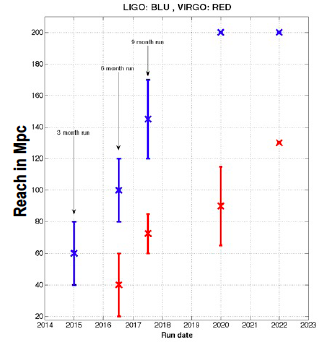 LIGO: BLU , VIRGO: RED
9 month run
6 month run
3 month run
Reach in Mpc
200
180
160
140
120
100
80
60
40
20
2014 2015 2016 2017 2018 2019 2020 2021 2022 2023
Run date